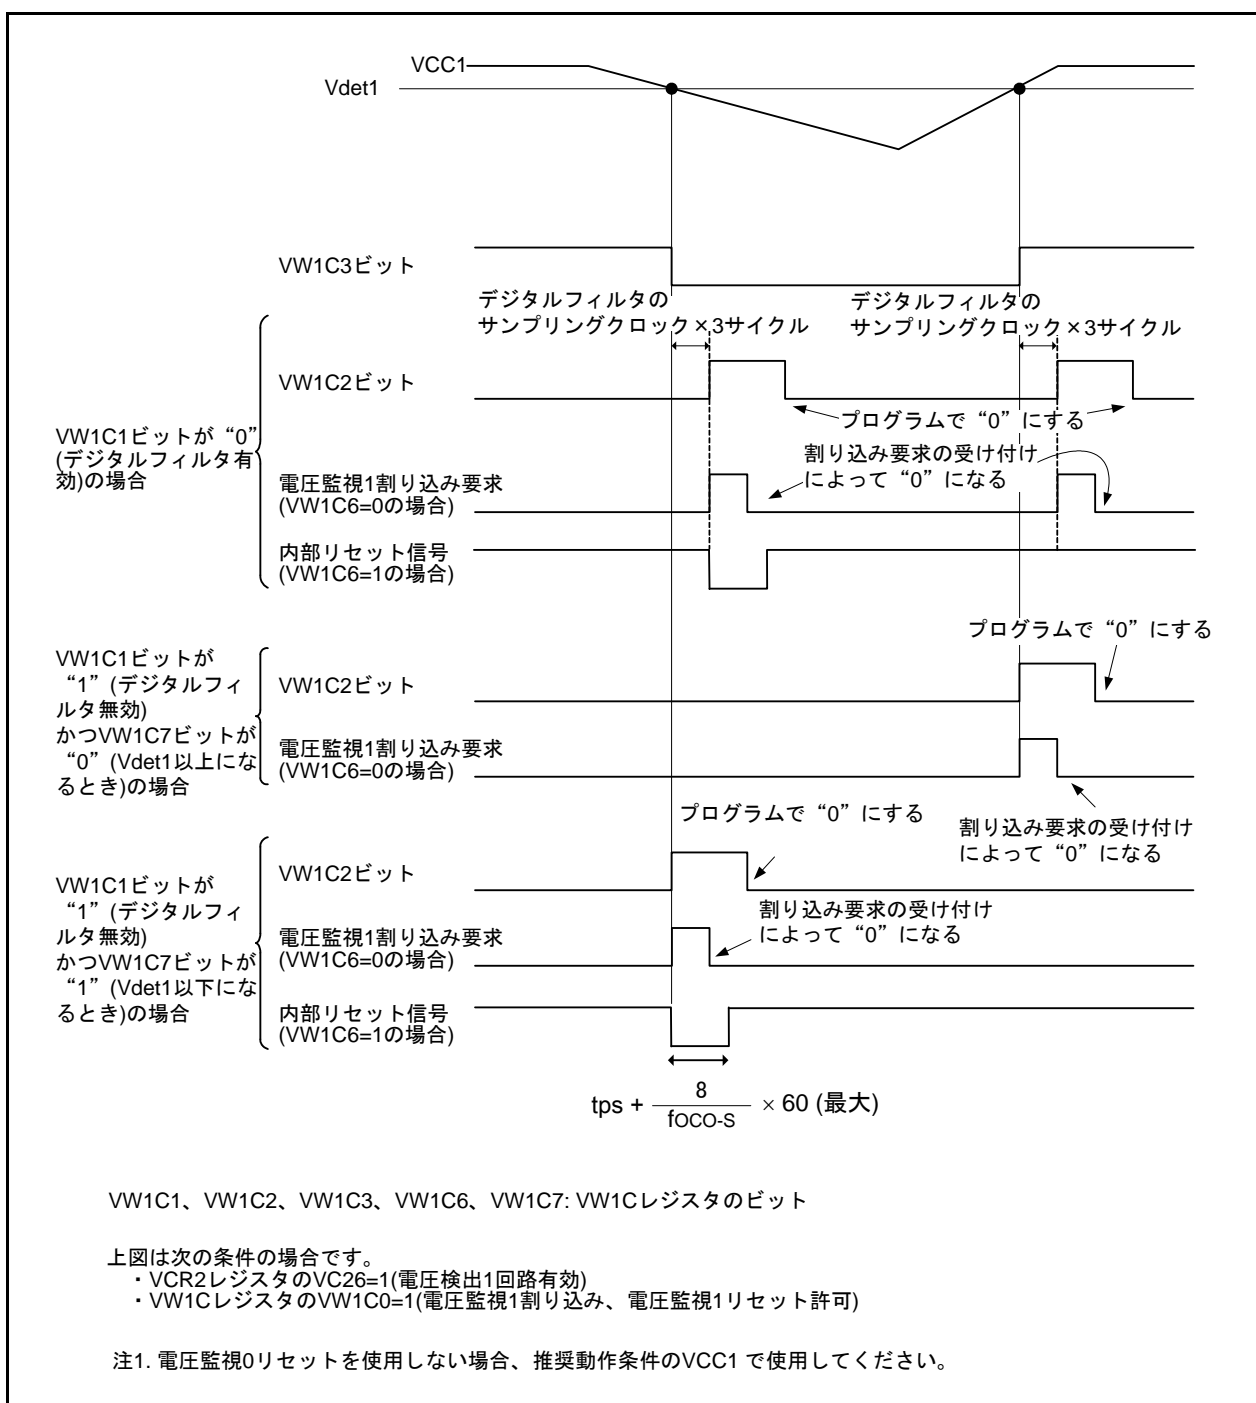 VCC1
Vdet1
VW1C3ビット
デジタルフィルタの
サンプリングクロック×3サイクル
デジタルフィルタの
サンプリングクロック×3サイクル
VW1C1ビットが“0”
(デジタルフィルタ有
効)の場合
VW1C2ビット
プログラムで“0”にする
割り込み要求の受け付け
によって“0”になる
電圧監視1割り込み要求
(VW1C6=0の場合)
内部リセット信号
(VW1C6=1の場合)
プログラムで“0”にする
VW1C1ビットが
“1”(デジタルフィ
ルタ無効)
かつVW1C7ビットが
“0”(Vdet1以上にな
るとき)の場合
VW1C2ビット
電圧監視1割り込み要求
(VW1C6=0の場合)
割り込み要求の受け付け
によって“0”になる
プログラムで“0”にする
VW1C1ビットが
“1”(デジタルフィ
ルタ無効)
かつVW1C7ビットが
“1”(Vdet1以下にな
るとき)の場合
VW1C2ビット
割り込み要求の受け付け
によって“0”になる
電圧監視1割り込み要求
(VW1C6=0の場合)
内部リセット信号
(VW1C6=1の場合)
tps + 8 / fOCO-S × 60 (最大)
VW1C1、VW1C2、VW1C3、VW1C6、VW1C7: VW1Cレジスタのビット
上図は次の条件の場合です。
・VCR2レジスタのVC26=1(電圧検出1回路有効)
・VW1CレジスタのVW1C0=1(電圧監視1割り込み、電圧監視1リセット許可)
注1. 電圧監視0リセットを使用しない場合、推奨動作条件のVCC1 で使用してください。